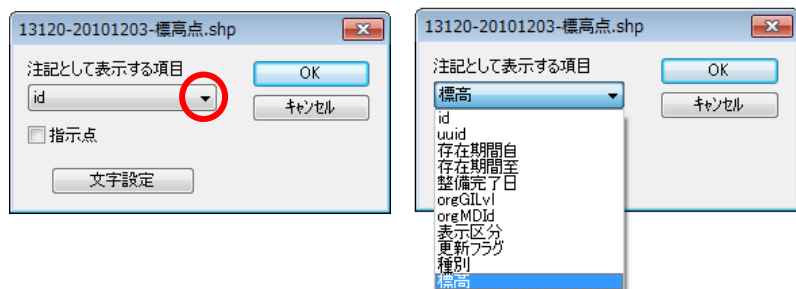 13120-20101203-標高点.shp
注記として表示する項目
id
OK
キャンセル
指示点
文字設定
13120-20101203-標高点.shp
注記として表示する項目
標高
OK
キャンセル
id
uuid
存在期間自
存在期間至
整備完了日
orgGILvl
orgMDId
表示区分
更新フラグ
種別
標高